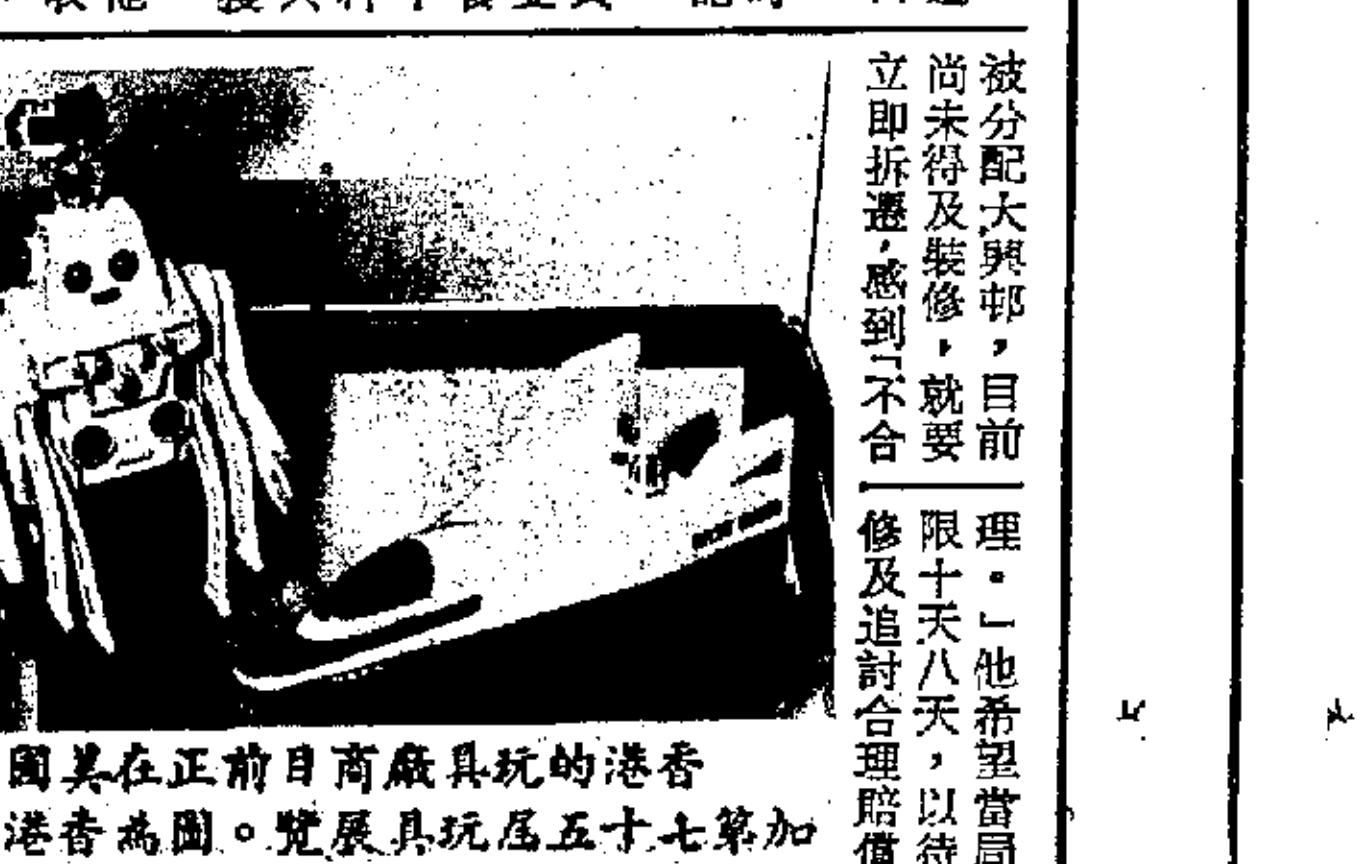 被分配大興邨，目前
尚未得及裝修，就要
立即拆遷，感到「不合
理。」他希望當局
限十天八天，以待
修及追討合理賠償
香港的玩具廠商目前正在美國
加第七十五屆玩具展覽。圖為香港